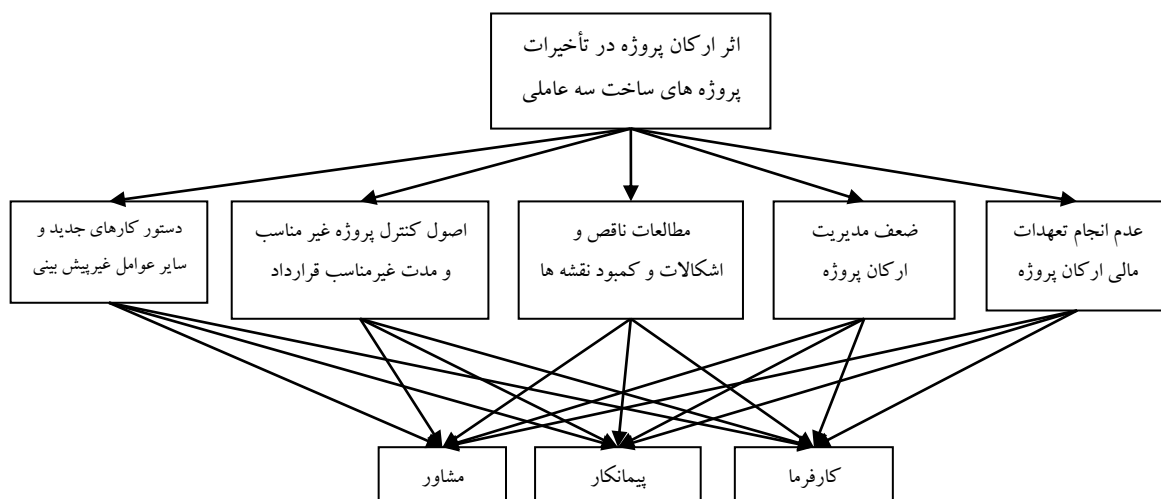 اثر ارکان پروژه در تأخیرات
پروژه های ساخت سه عاملی
عدم انجام تعهدات
مالی ارکان پروژه
ضعف مدیریت
ارکان پروژه
مطالعات ناقص و
اشکالات و کمبود نقشه ها
اصول کنترل پروژه غیر مناسب
و مدت غیرمناسب قرارداد
دستور کارهای جدید و
سایر عوامل غیرپیش بینی
کارفرما
پیمانکار
مشاور